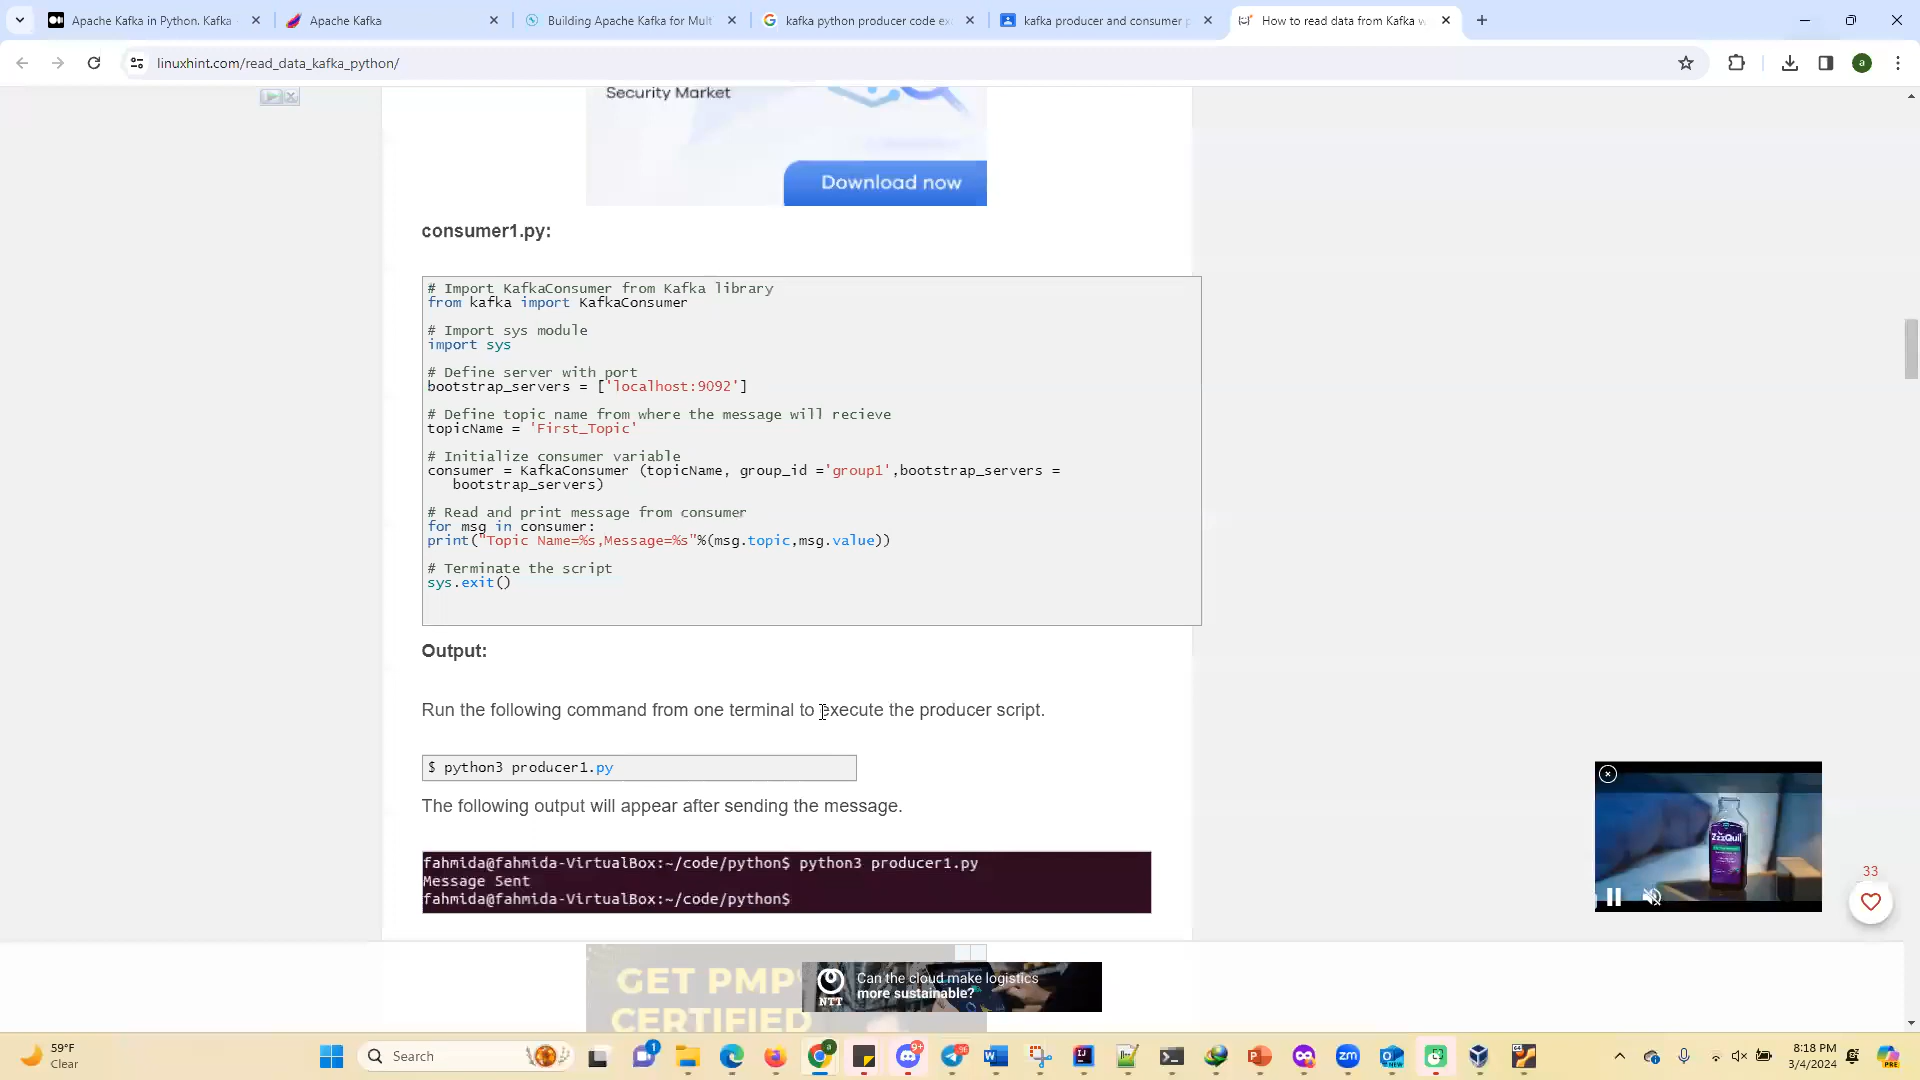 Apache Kafka in Python. Kafka
Apache Kafka
Building Apache Kafka for Mult
kafka python producer code ex
kafka producer and consumer p
How to read data from Kafka w
linuxhint.com/read_data_kafka_python/
a
Security Market
Download now
consumer1.py:
# Import KafkaConsumer from Kafka library
from kafka import KafkaConsumer
# Import sys module
import sys
# Define server with port
bootstrap_servers = ['localhost:9092']
# Define topic name from where the message will recieve
topicName = 'First_Topic'
# Initialize consumer variable
consumer = KafkaConsumer (topicName, group_id ='group1',bootstrap_servers =
bootstrap_servers)
# Read and print message from consumer
for msg in consumer:
print("Topic Name=%s,Message=%s"%(msg.topic,msg.value))
# Terminate the script
sys.exit()
Output:
Run the following command from one terminal to execute the producer script.
$ python3 producer1.py
The following output will appear after sending the message.
fahmida@fahmida-VirtualBox:~/code/python$ python3 producer1.py
Message Sent
fahmida@fahmida-VirtualBox:~/code/python$
ZzzQuil
33
GET PMP
CERTIFIED
NTT
Can the cloud make logistics
more sustainable?
59°F
Clear
Search
a
1
9+
zm
NEW
8:18 PM
3/4/2024
PRE